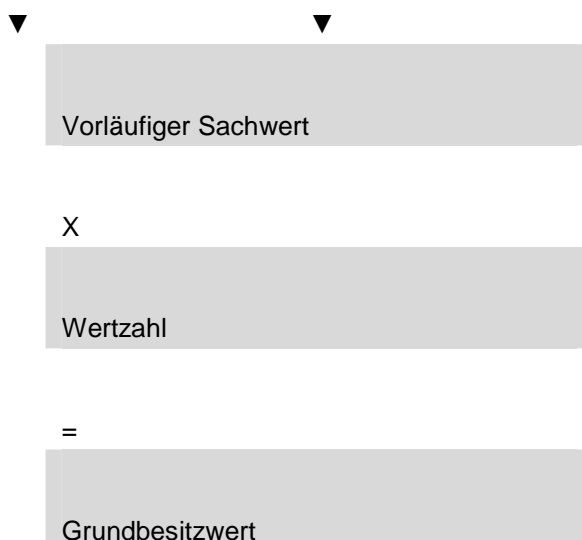 ▼ ▼
Vorläufiger Sachwert
X
Wertzahl
=
Grundbesitzwert